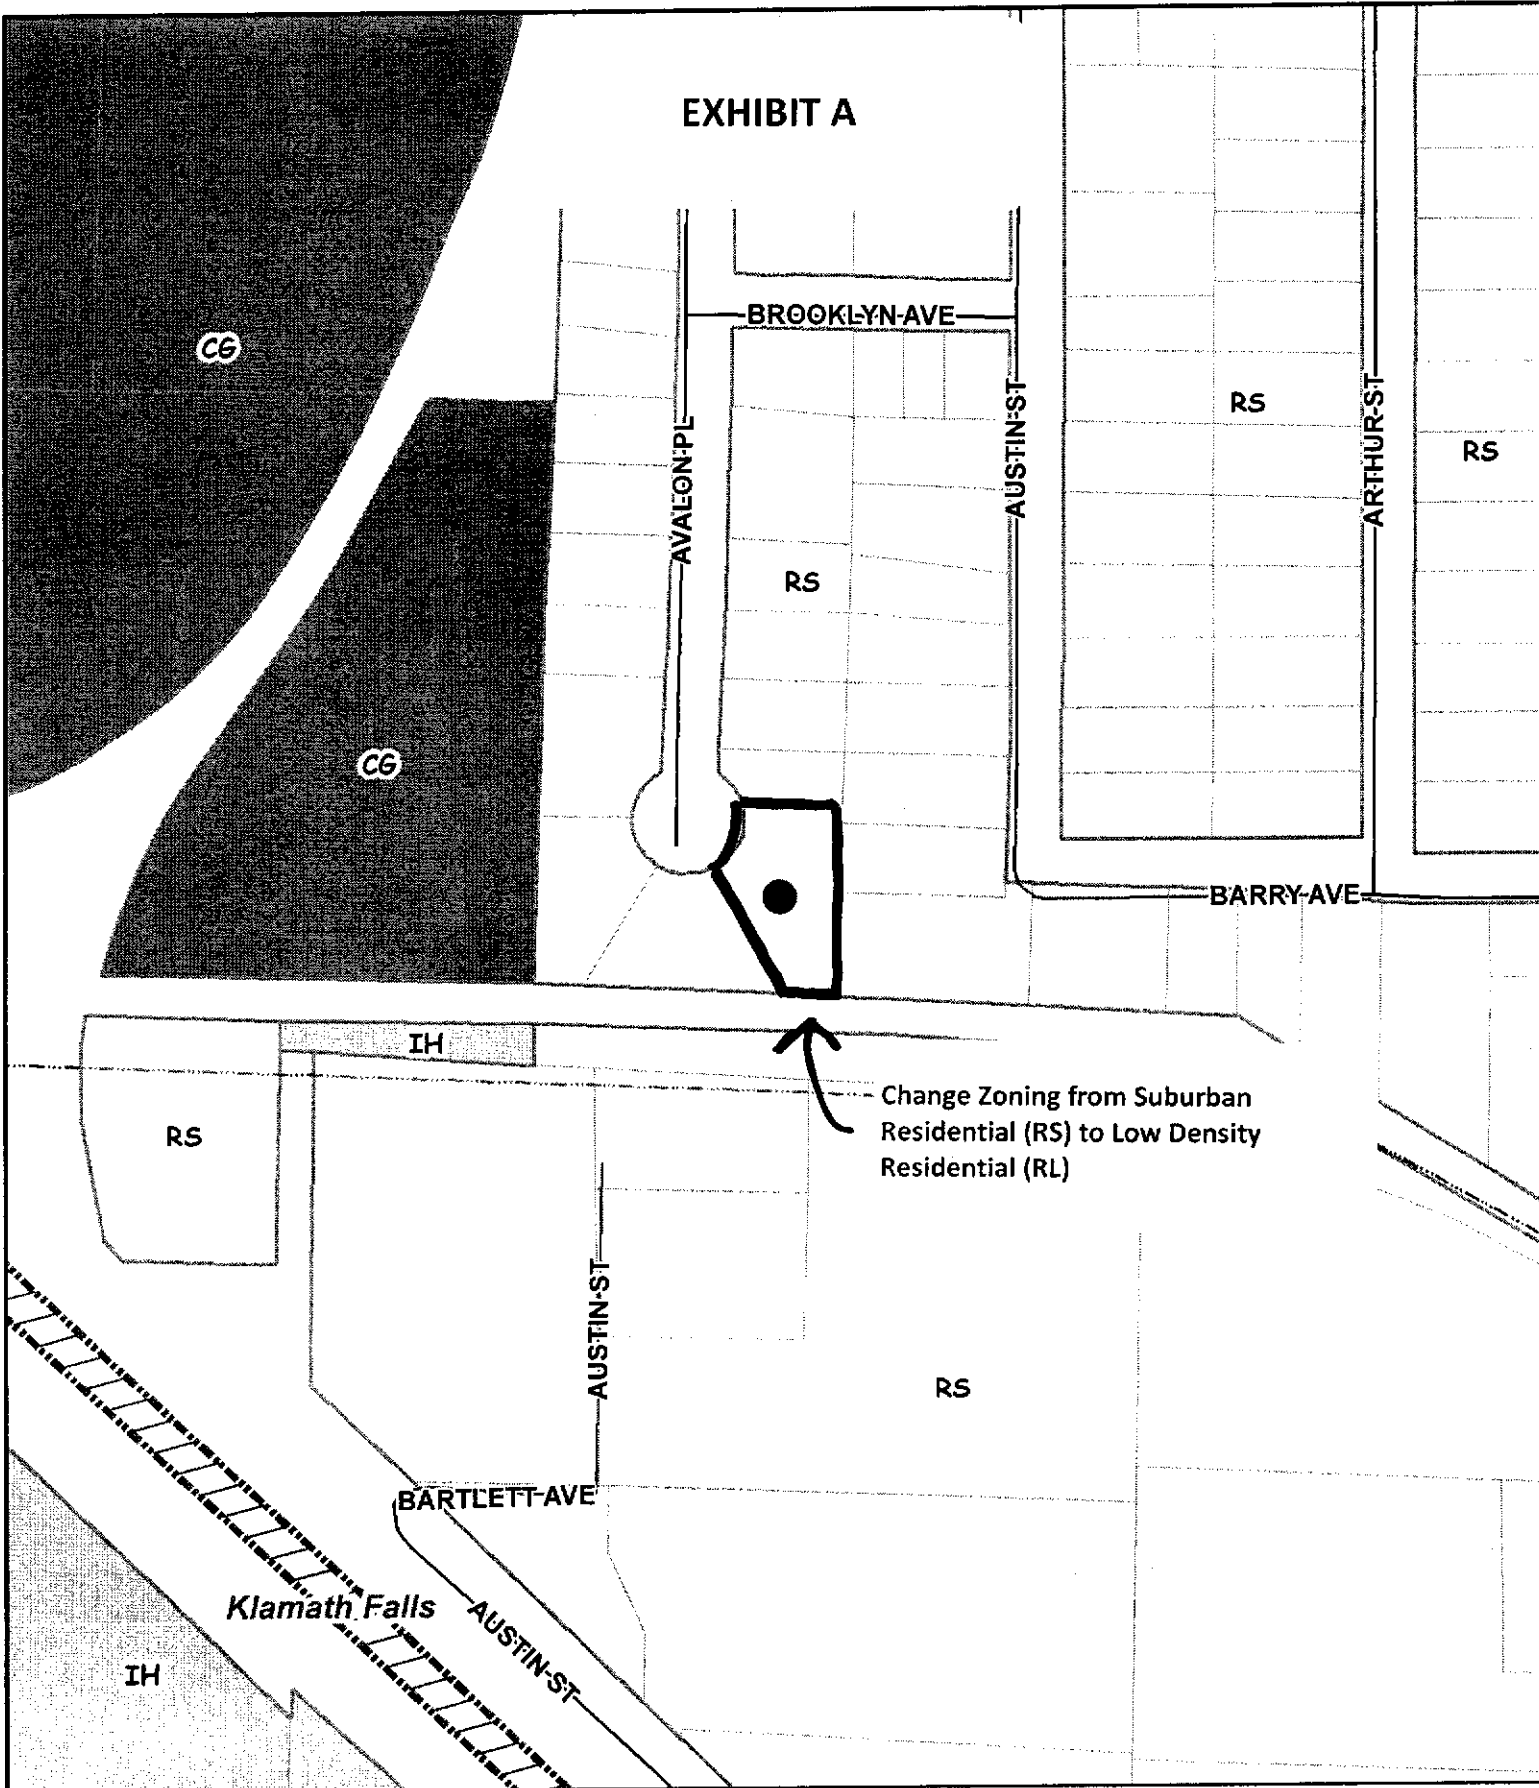 EXHIBIT A
BROOKLYN AVE
CG
AVALON PL
AUSTIN ST
RS
ARTHUR ST
RS
RS
CG
BARRY AVE
IH
Change Zoning from Suburban
Residential (RS) to Low Density
Residential (RL)
RS
AUSTIN ST
RS
BARTLETT AVE
Klamath Falls
AUSTIN ST
IH